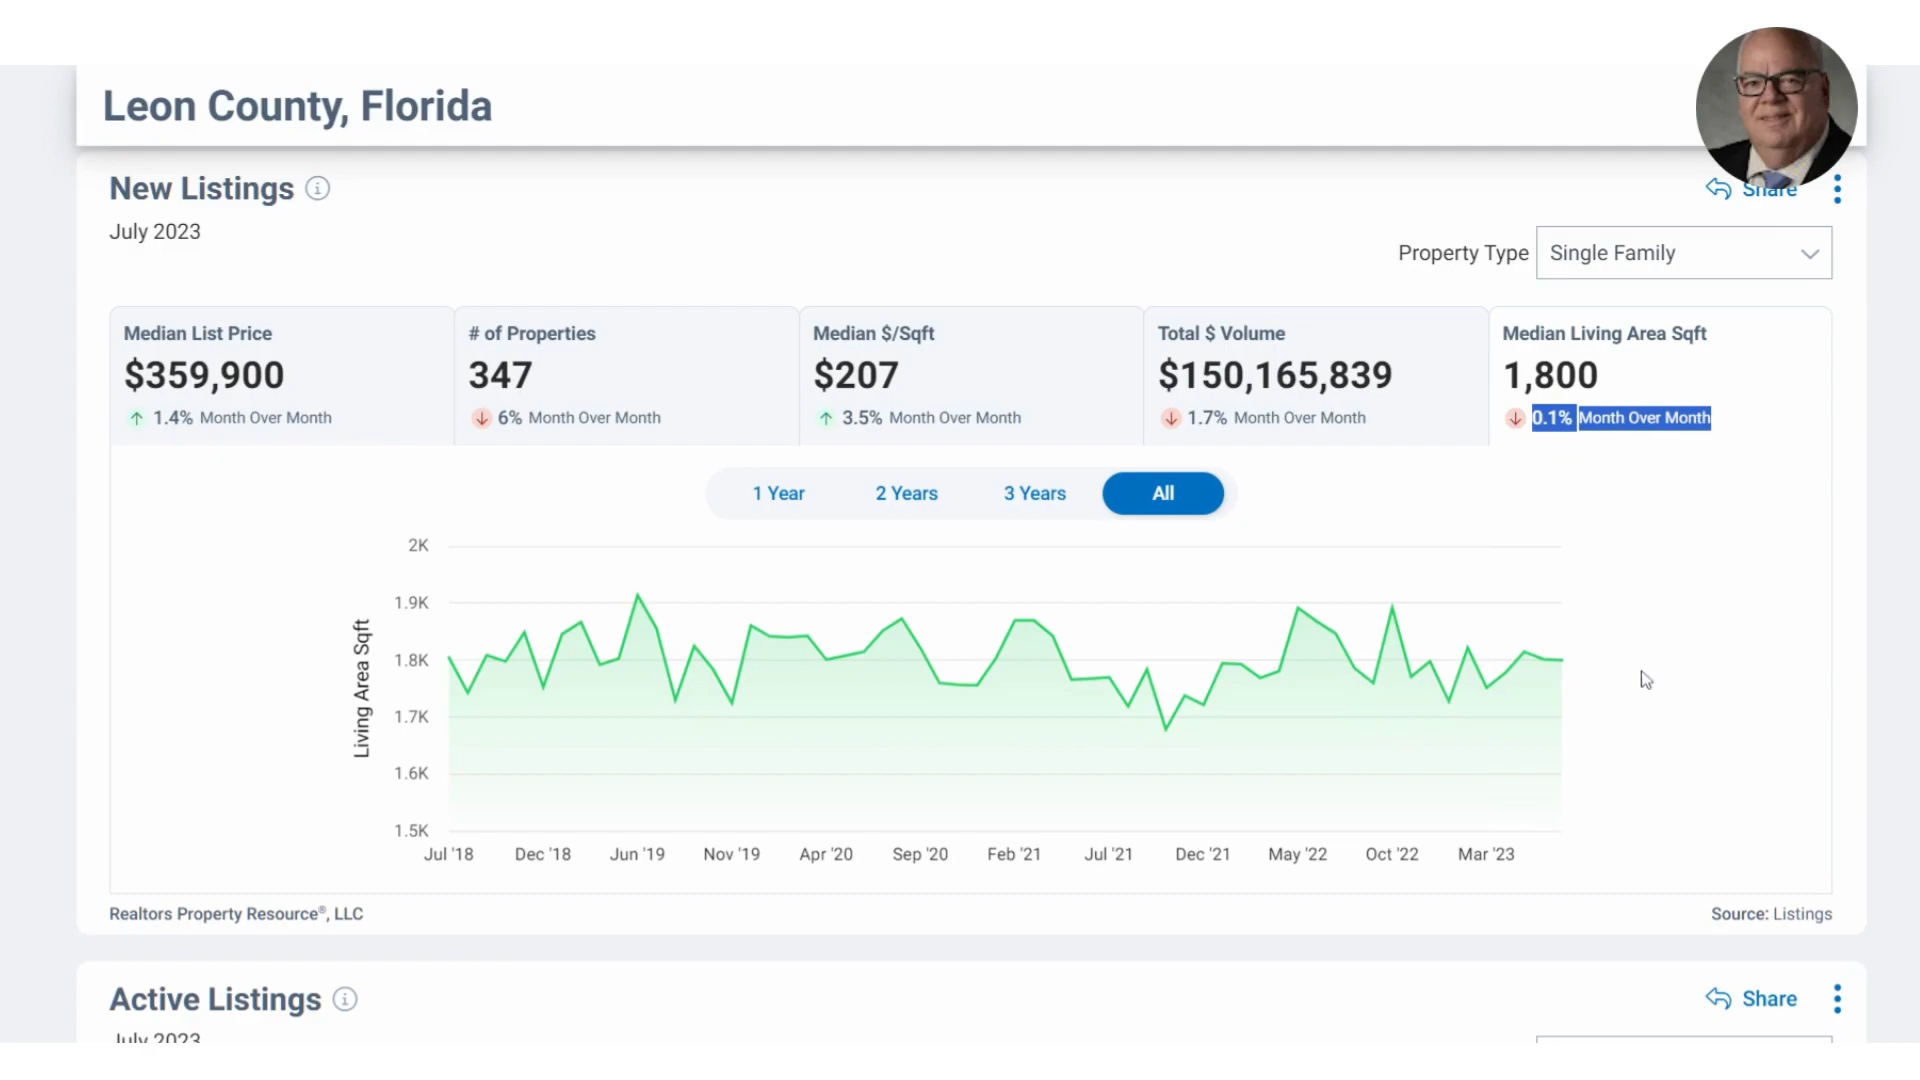 Leon County, Florida
New Listings
Share
July 2023
Property Type
Single Family
Median List Price
$359,900
1.4% Month Over Month
# of Properties
347
6% Month Over Month
Median $/Sqft
$207
3.5% Month Over Month
Total $ Volume
$150,165,839
1.7% Month Over Month
Median Living Area Sqft
1,800
0.1% Month Over Month
1 Year
2 Years
3 Years
All
Living Area Sqft
2K
1.9K
1.8K
1.7K
1.6K
1.5K
Jul '18
Dec '18
Jun '19
Nov '19
Apr '20
Sep '20
Feb '21
Jul '21
Dec '21
May '22
Oct '22
Mar '23
Realtors Property Resource®, LLC
Source: Listings
Active Listings
Share
July 2023